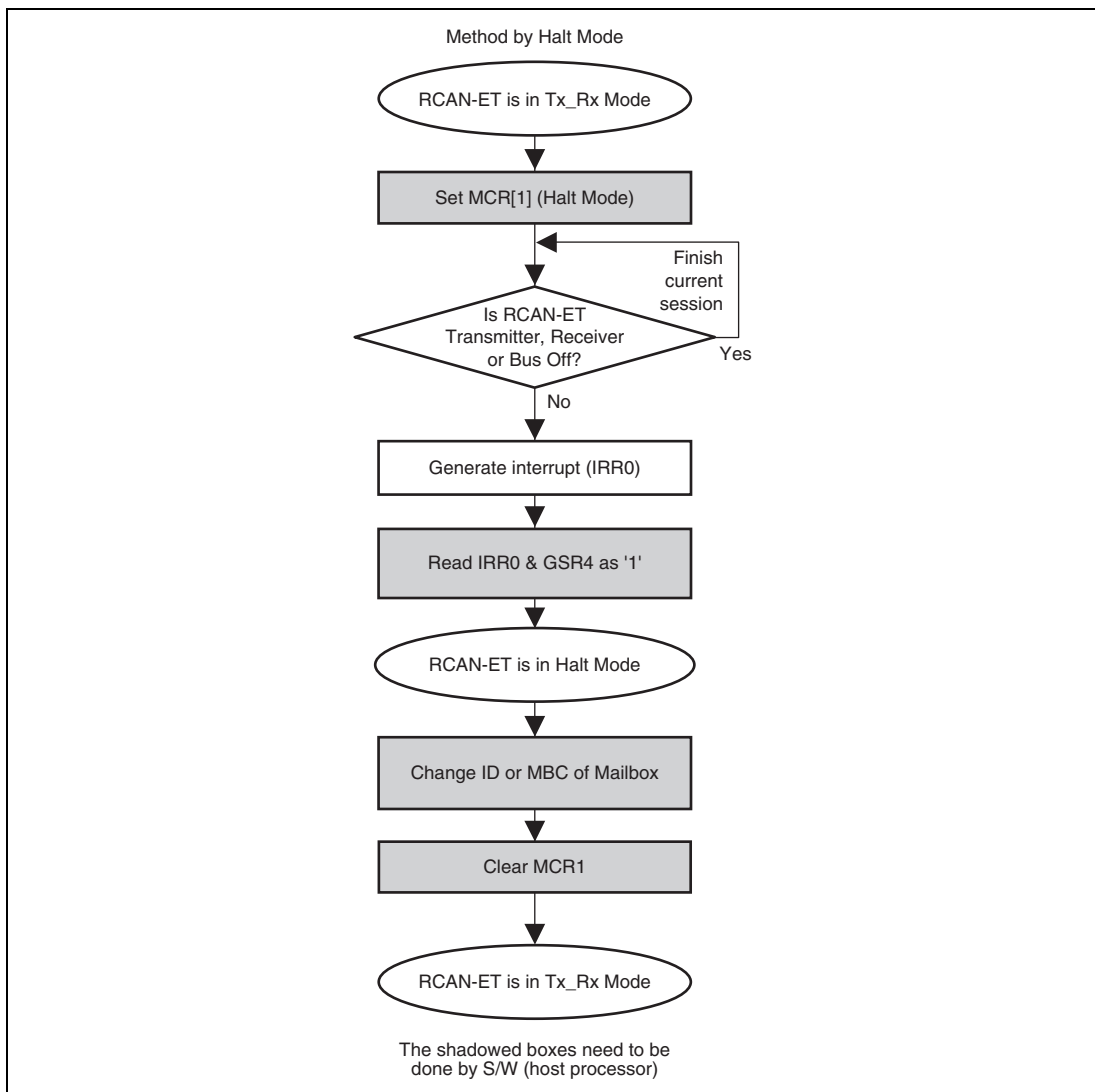 Method by Halt Mode
RCAN-ET is in Tx_Rx Mode
Set MCR[1] (Halt Mode)
Finish
current
session
Is RCAN-ET
Transmitter, Receiver
or Bus Off?
Yes
No
Generate interrupt (IRR0)
Read IRR0 & GSR4 as '1'
RCAN-ET is in Halt Mode
Change ID or MBC of Mailbox
Clear MCR1
RCAN-ET is in Tx_Rx Mode
The shadowed boxes need to be
done by S/W (host processor)